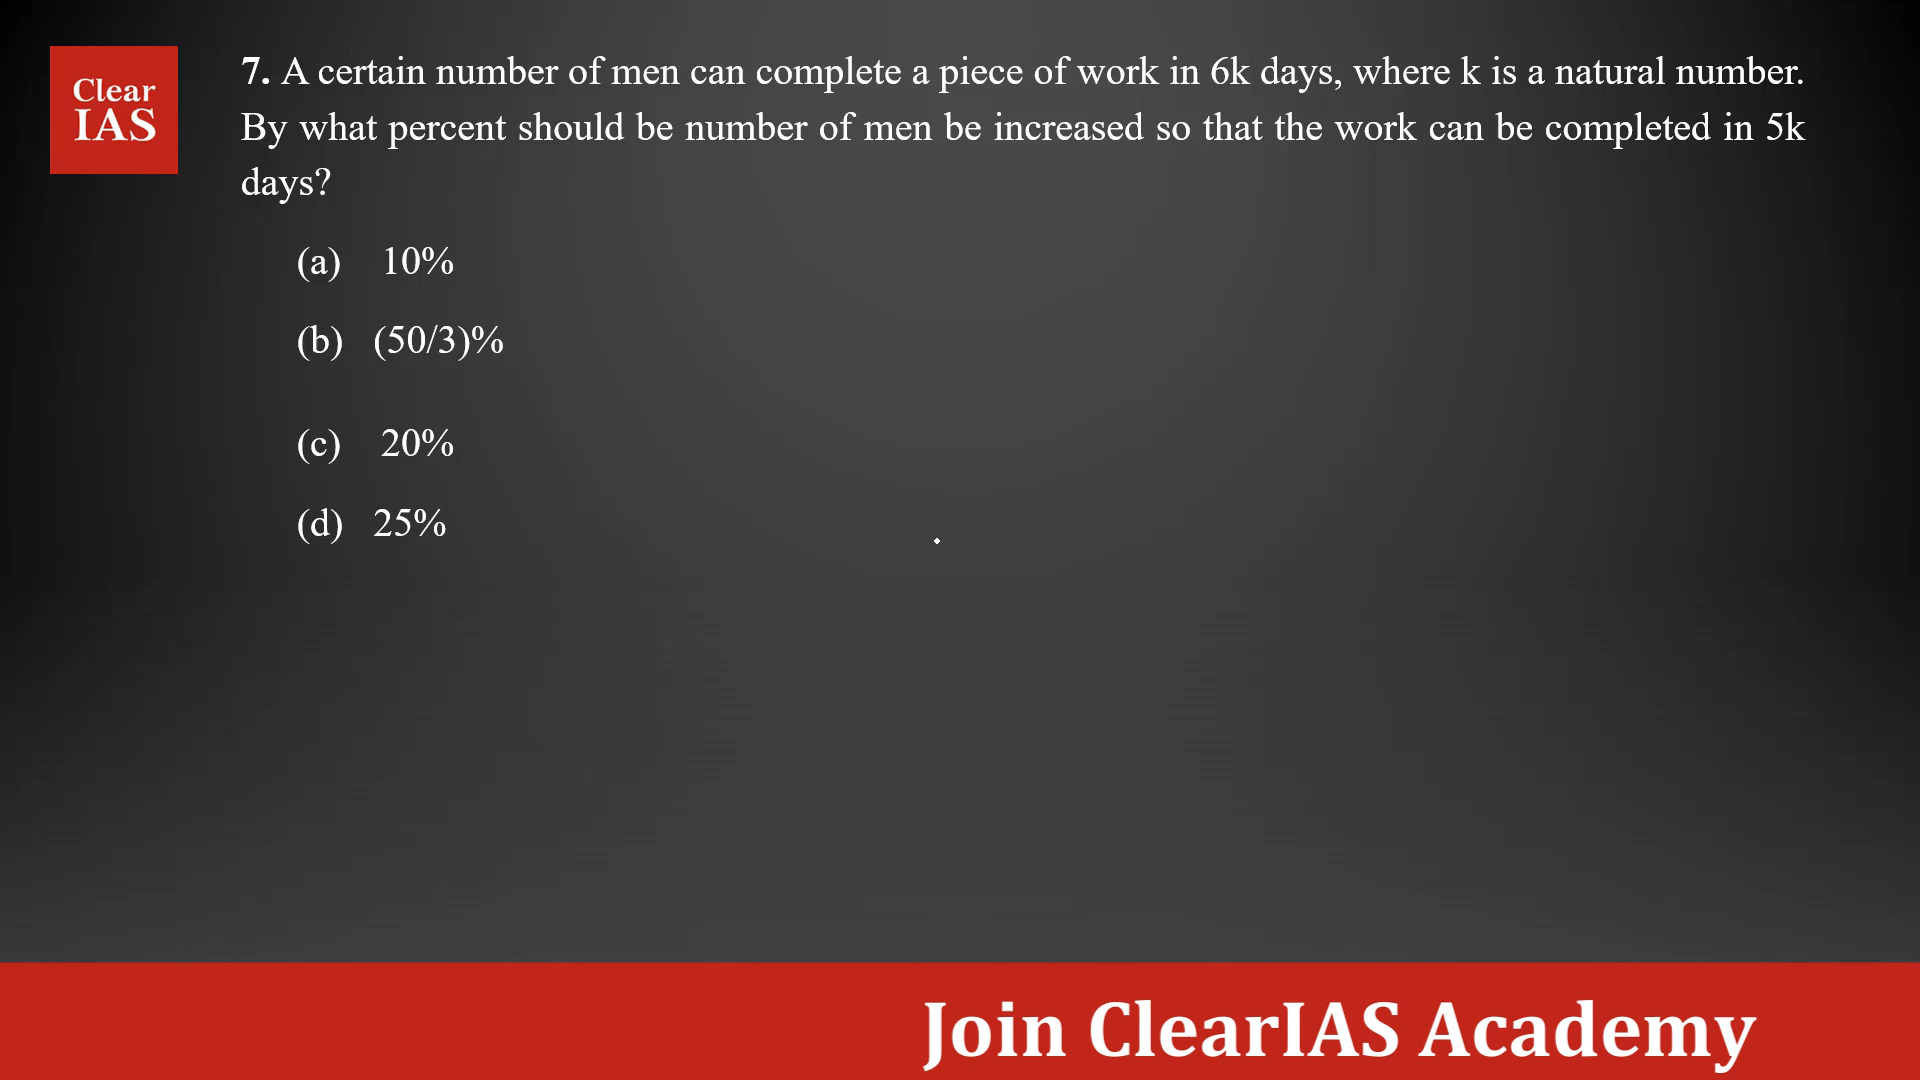 Clear
IAS
7. A certain number of men can complete a piece of work in 6k days, where k is a natural number.
By what percent should be number of men be increased so that the work can be completed in 5k
days?
(a) 10%
(b) (50/3)%
(c) 20%
(d) 25%
Join ClearIAS Academy